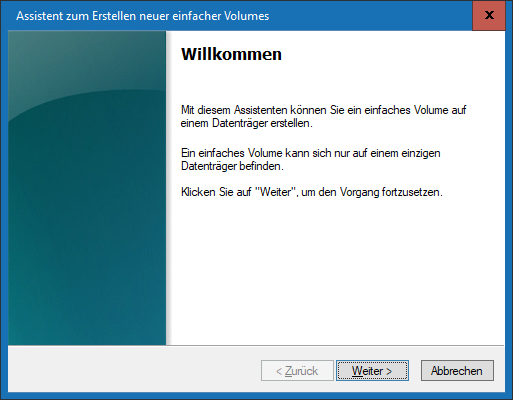 Assistent zum Erstellen neuer einfacher Volumes
x
Willkommen
Mit diesem Assistenten können Sie ein einfaches Volume auf
einem Datenträger erstellen.
Ein einfaches Volume kann sich nur auf einem einzigen
Datenträger befinden.
Klicken Sie auf "Weiter", um den Vorgang fortzusetzen.
< Zurück
Weiter >
Abbrechen